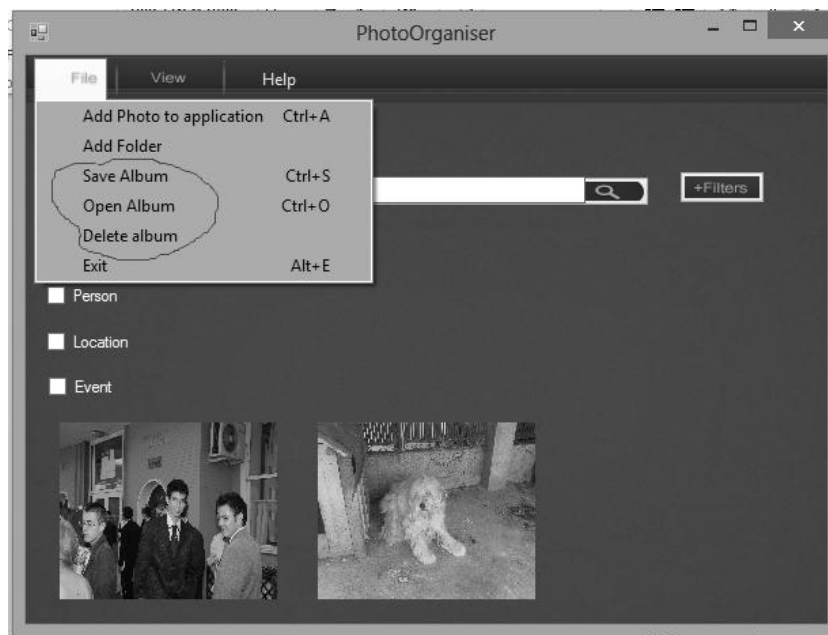 PhotoOrganiser
File View Help
Add Photo to application Ctrl+A
Add Folder
Save Album Ctrl+S
Open Album Ctrl+O
Delete album
Exit Alt+E
+Filters
Person
Location
Event